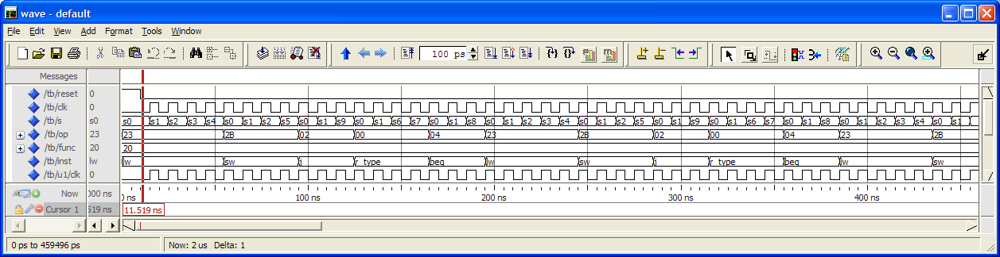 wave - default
File Edit View Add Format Tools Window
100 ps
Messages
/tb/reset 0
/tb/clk 0
/tb/s s0 s0 s1 s2 s3 s4 s0 s1 s2 s5 s0 s1 s9 s0 s1 s6 s7 s0 s1 s8 s0 s1 s2 s3 s4 s0 s1 s2 s5 s0 s1 s9 s0 s1 s6 s7 s0 s1 s8 s0 s1 s2 s3 s4 s0 s1
/tb/op 23 23 2B 02 00 04 23 2B 02 00 04 23 2B
/tb/func 20 20
/tb/inst lw lw sw j r_type beq lw sw j r_type beq lw sw
/tb/u1/clk 0
Now 000 ns 0 ns 100 ns 200 ns 300 ns 400 ns
Cursor 1 519 ns 11.519 ns
0 ps to 459496 ps Now: 2 us Delta: 1